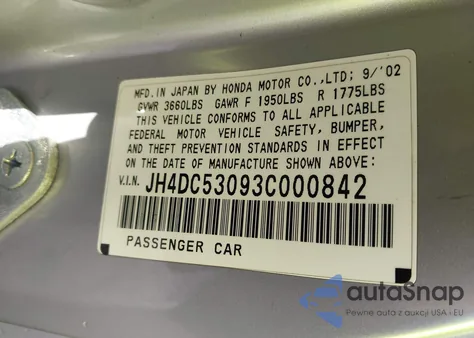 MFD.IN JAPAN BY HONDA MOTOR CO.,LTD; 9/'02
GVWR 3660LBS GAWR F 1950LBS R 1775LBS
THIS VEHICLE CONFORMS TO ALL APPLICABLE
FEDERAL MOTOR VEHICLE SAFETY, BUMPER,
AND THEFT PREVENTION STANDARDS IN EFFECT
ON THE DATE OF MANUFACTURE SHOWN ABOVE:
V.I.N. JH4DC53093C000842
PASSENGER CAR
autaSnap
Pewne auta z aukcji USA i EU